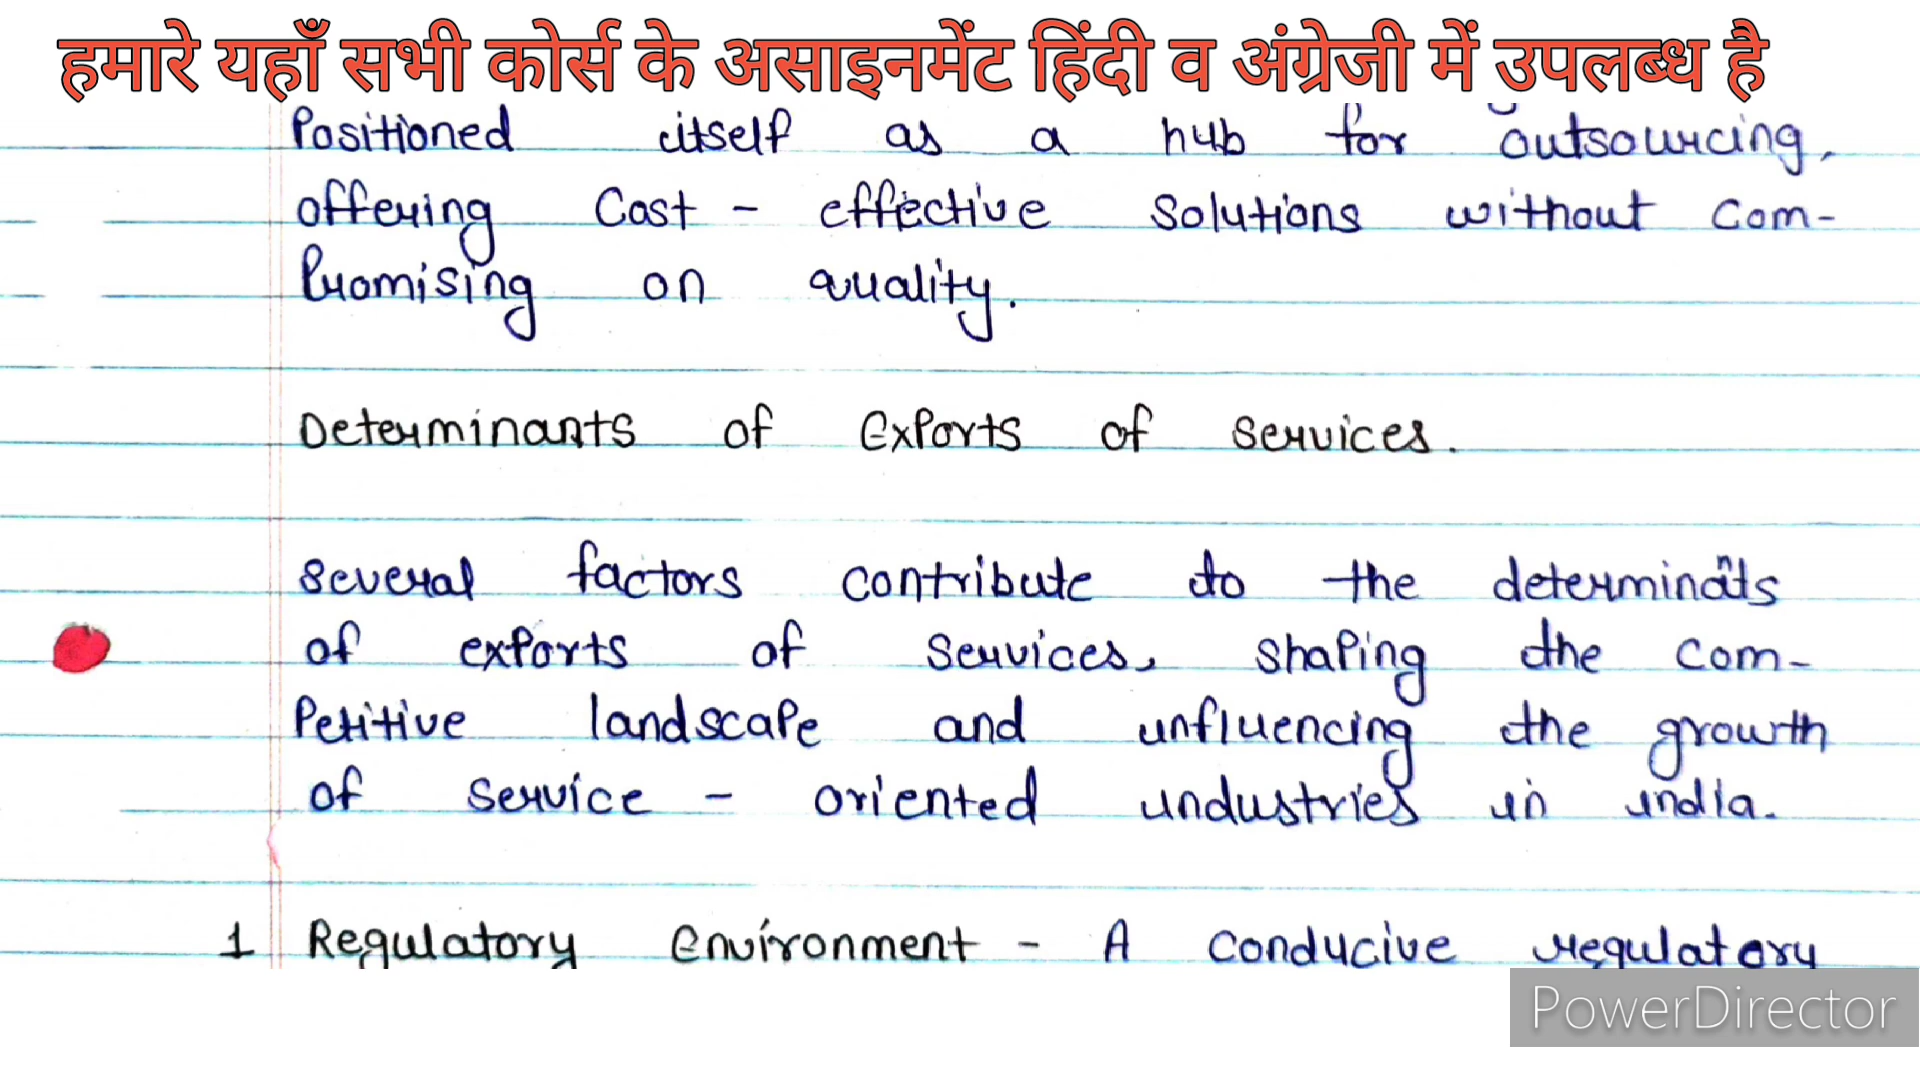 हमारे यहाँ सभी कोर्स के असाइनमेंट हिंदी व अंग्रेजी में उपलब्ध है
Positioned itself as a hub for outsourcing,
offering Cost - effective Solutions without Com-
promising on quality.
Determinants of Exports of Services.
Several factors contribute to the determinants
of exports of Services, shaping the com-
Petitive landscape and unfluencing the growth
of Service - oriented industries in india.
1 Regulatory Environment - A Conducive regulatory
PowerDirector